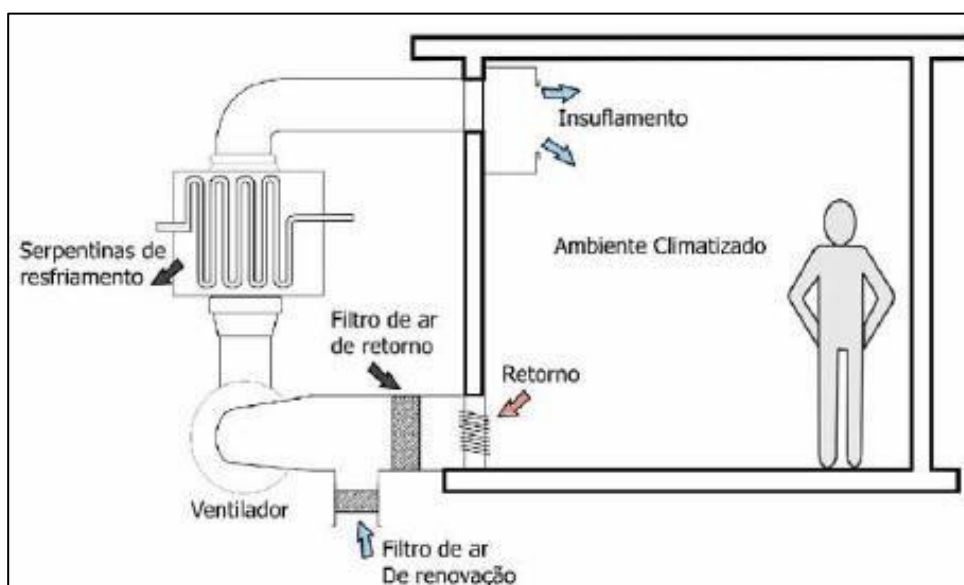 Insuflamento
Ambiente Climatizado
Serpentinas de
resfriamento
Filtro de ar
de retorno
Retorno
Ventilador
Filtro de ar
De renovação